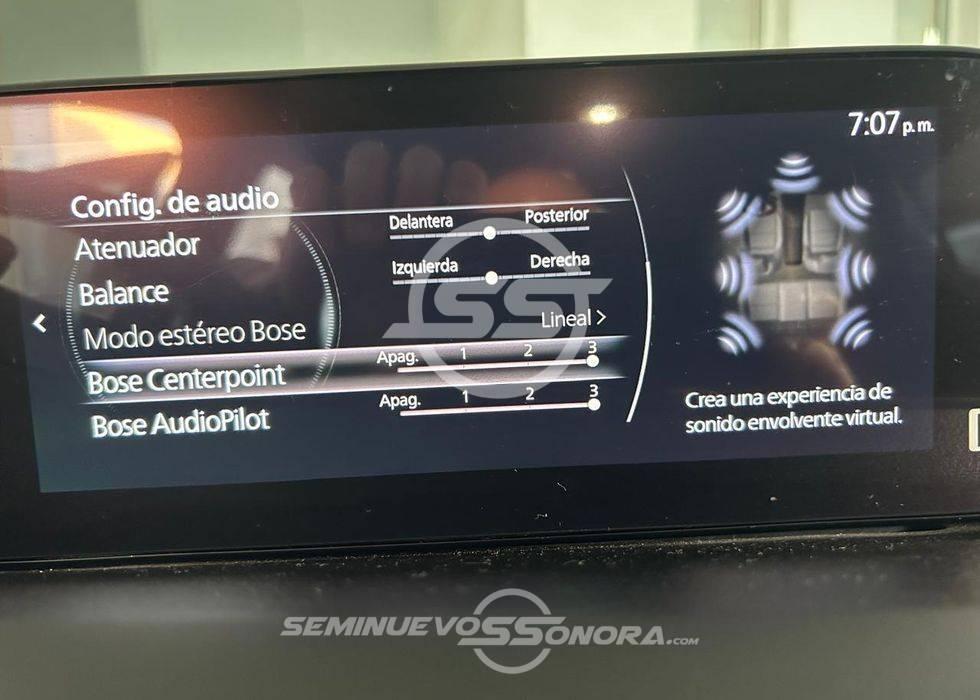 7:07 p.m.
Config. de audio
Atenuador
Delantera Posterior
Balance
Izquierda Derecha
Modo estéreo Bose
Lineal >
Bose Centerpoint
Apag. 1 2 3
Bose AudioPilot
Apag. 1 2 3
Crea una experiencia de
sonido envolvente virtual.
SS
SEMINUEVOSSONORA.COM